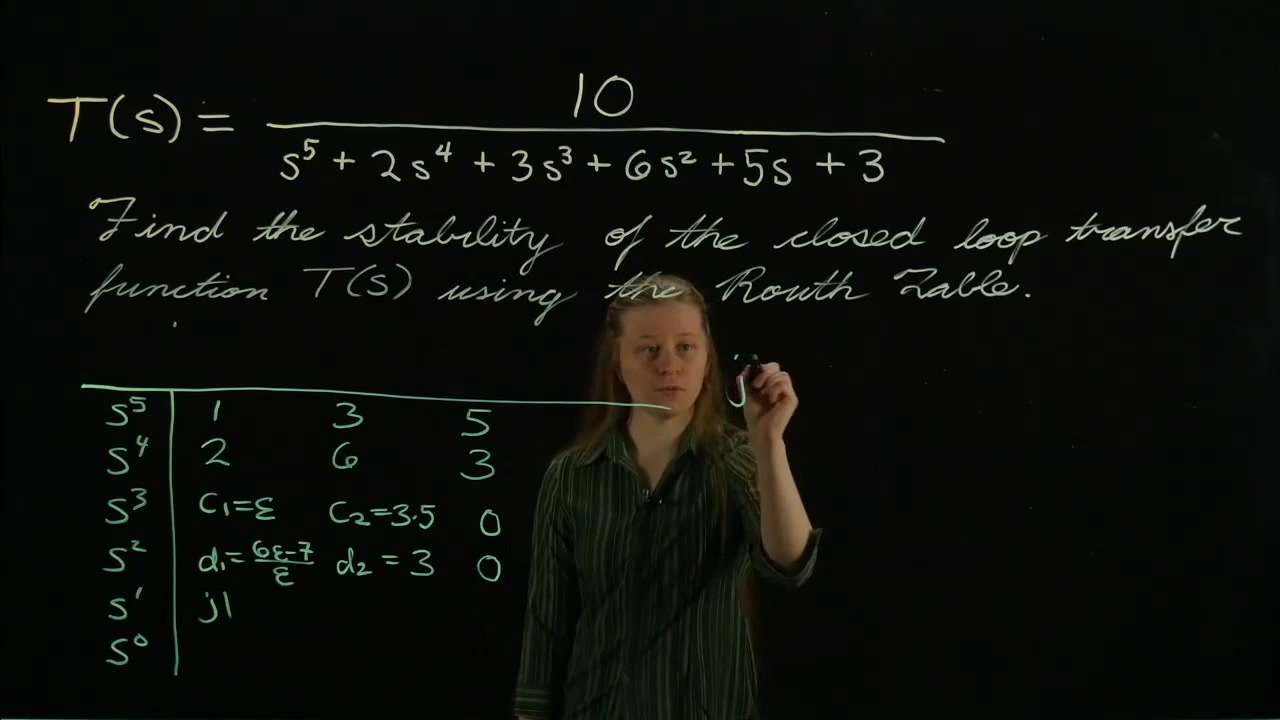 T(s) = 10 / (s⁵ + 2s⁴ + 3s³ + 6s² + 5s + 3)
Find the stability of the closed loop transfer
function T(s) using the Routh Table.
j
s⁵ 1 3 5
s⁴ 2 6 3
s³ c₁=ε c₂=3.5 0
s² d₁=(6ε-7)/ε d₂=3 0
s¹ j1
s⁰